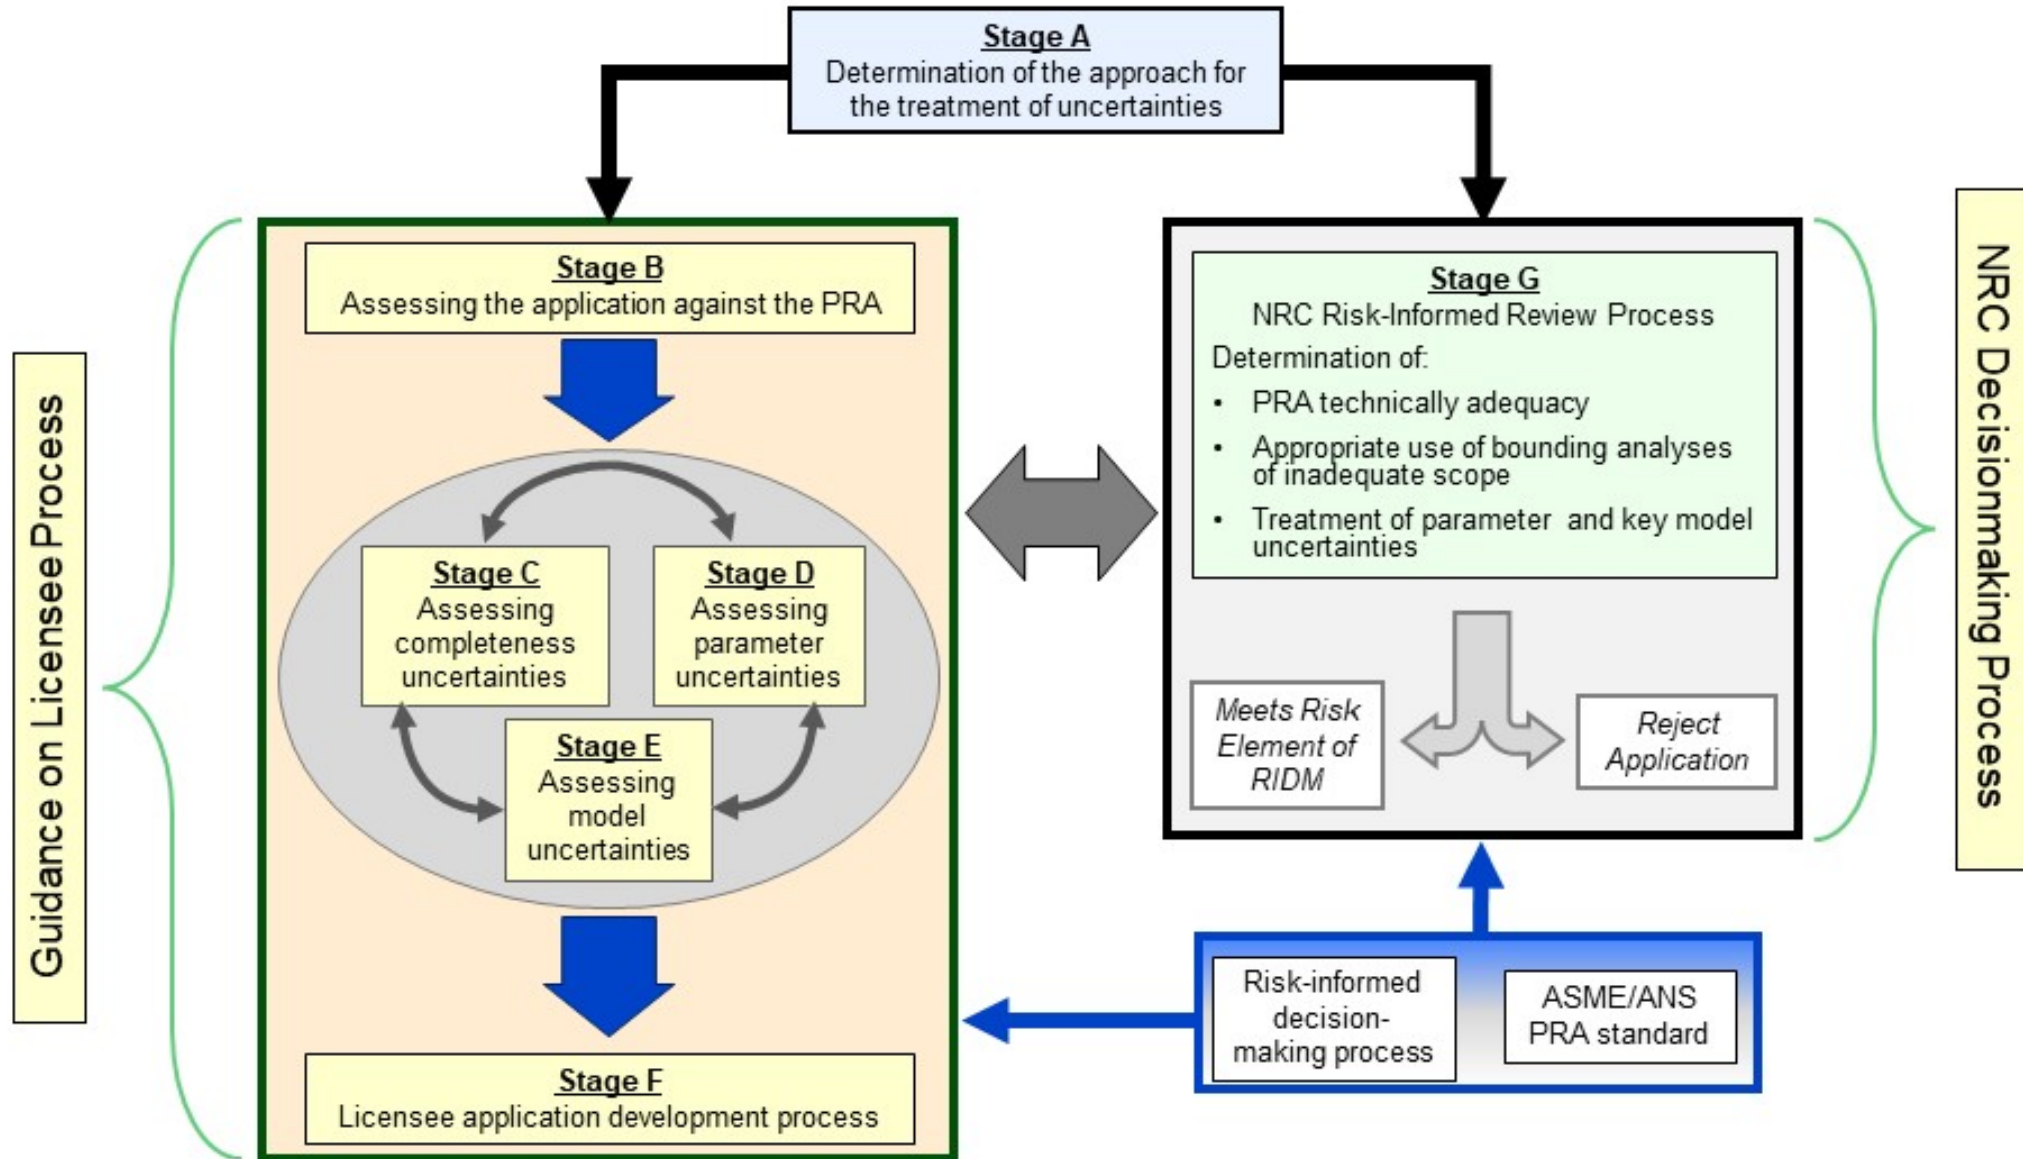 Stage A
Determination of the approach for
the treatment of uncertainties
Guidance on Licensee Process
Stage B
Assessing the application against the PRA
Stage C
Assessing
completeness
uncertainties
Stage D
Assessing
parameter
uncertainties
Stage E
Assessing
model
uncertainties
Stage F
Licensee application development process
Stage G
NRC Risk-Informed Review Process
Determination of:
• PRA technically adequacy
• Appropriate use of bounding analyses
of inadequate scope
• Treatment of parameter and key model
uncertainties
Meets Risk
Element of
RIDM
Reject
Application
NRC Decisionmaking Process
Risk-informed
decision-
making process
ASME/ANS
PRA standard